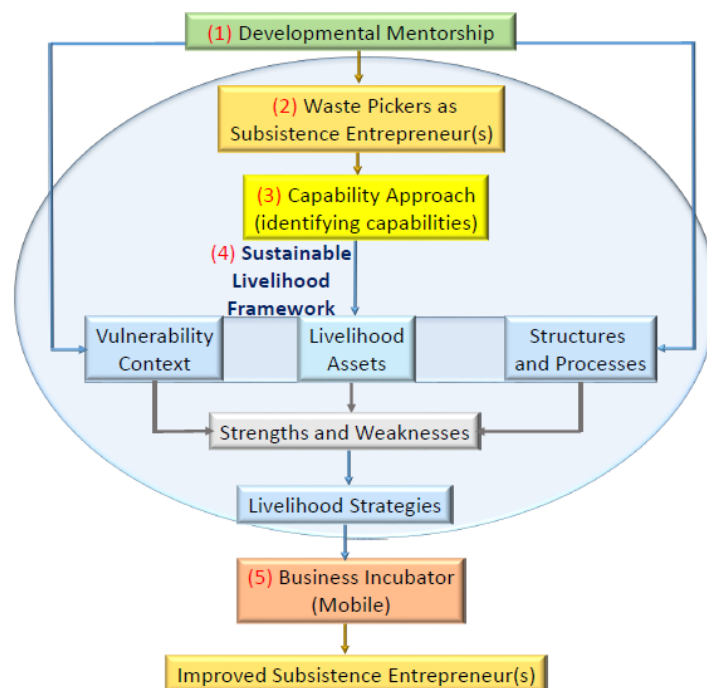 (1) Developmental Mentorship
(2) Waste Pickers as
Subsistence Entrepreneur(s)
(3) Capability Approach
(identifying capabilities)
(4) Sustainable
Livelihood
Framework
Vulnerability
Context
Livelihood
Assets
Structures
and Processes
Strengths and Weaknesses
Livelihood Strategies
(5) Business Incubator
(Mobile)
Improved Subsistence Entrepreneur(s)